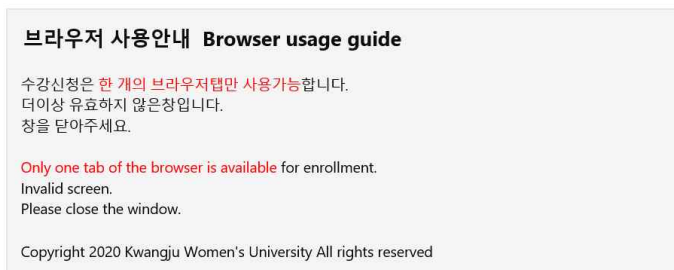 브라우저 사용안내 Browser usage guide
수강신청은 한 개의 브라우저탭만 사용가능합니다.
더이상 유효하지 않은창입니다.
창을 닫아주세요.
Only one tab of the browser is available for enrollment.
Invalid screen.
Please close the window.
Copyright 2020 Kwangju Women's University All rights reserved